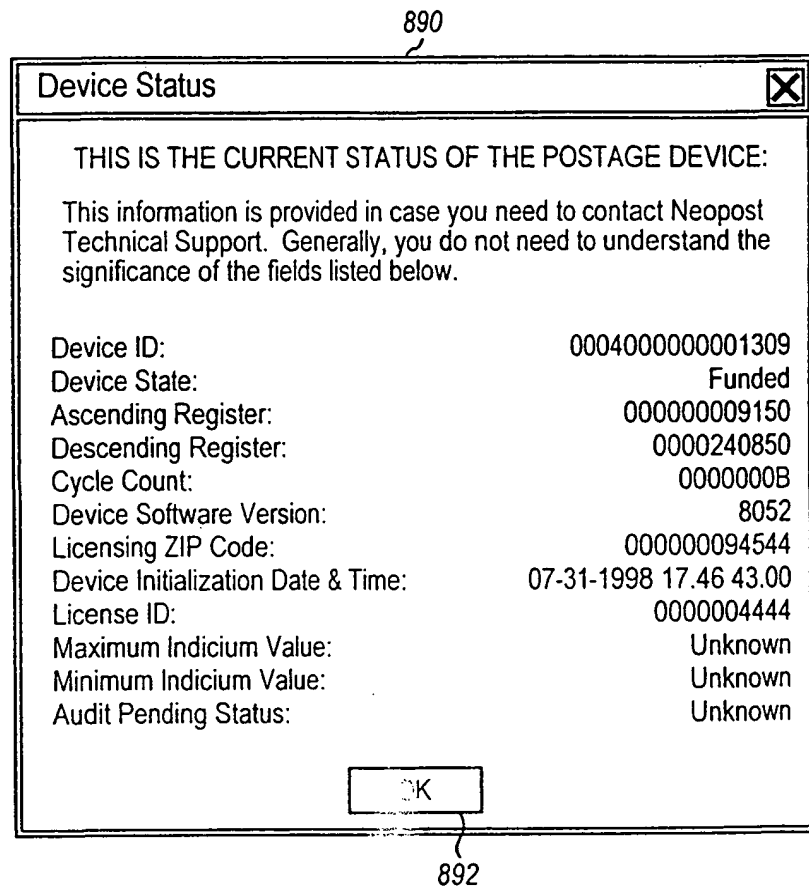 890
Device Status
THIS IS THE CURRENT STATUS OF THE POSTAGE DEVICE:
This information is provided in case you need to contact Neopost
Technical Support. Generally, you do not need to understand the
significance of the fields listed below.
Device ID: 0004000000001309
Device State: Funded
Ascending Register: 000000009150
Descending Register: 0000240850
Cycle Count: 0000000B
Device Software Version: 8052
Licensing ZIP Code: 000000094544
Device Initialization Date & Time: 07-31-1998 17.46 43.00
License ID: 0000004444
Maximum Indicium Value: Unknown
Minimum Indicium Value: Unknown
Audit Pending Status: Unknown
OK
892